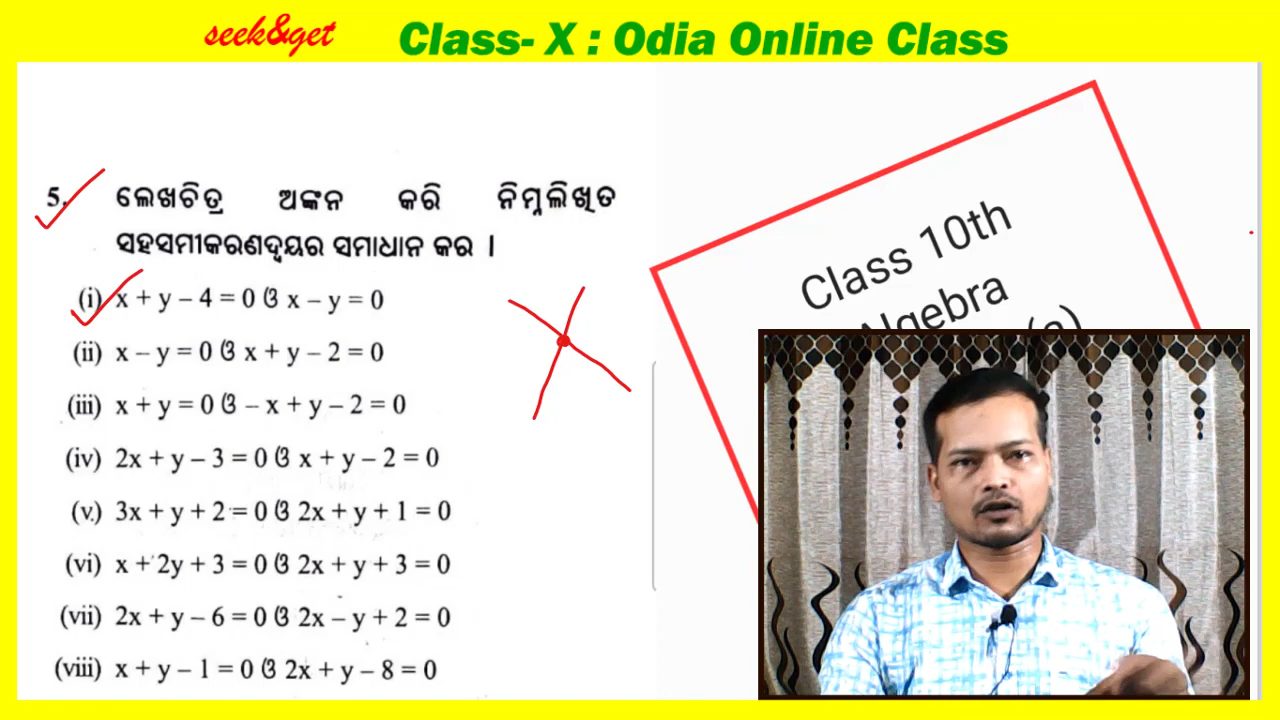 seek&get
Class- X : Odia Online Class
5. ଲେଖଚିତ୍ର ଅଙ୍କନ କରି ନିମ୍ନଲିଖିତ
ସହସମୀକରଣଦ୍ୱୟର ସମାଧାନ କର ।
(i) x + y – 4 = 0 ଓ x – y = 0
(ii) x – y = 0 ଓ x + y – 2 = 0
(iii) x + y = 0 ଓ – x + y – 2 = 0
(iv) 2x + y – 3 = 0 ଓ x + y – 2 = 0
(v) 3x + y + 2 = 0 ଓ 2x + y + 1 = 0
(vi) x + 2y + 3 = 0 ଓ 2x + y + 3 = 0
(vii) 2x + y – 6 = 0 ଓ 2x – y + 2 = 0
(viii) x + y – 1 = 0 ଓ 2x + y – 8 = 0
Class 10th
Algebra
(a)